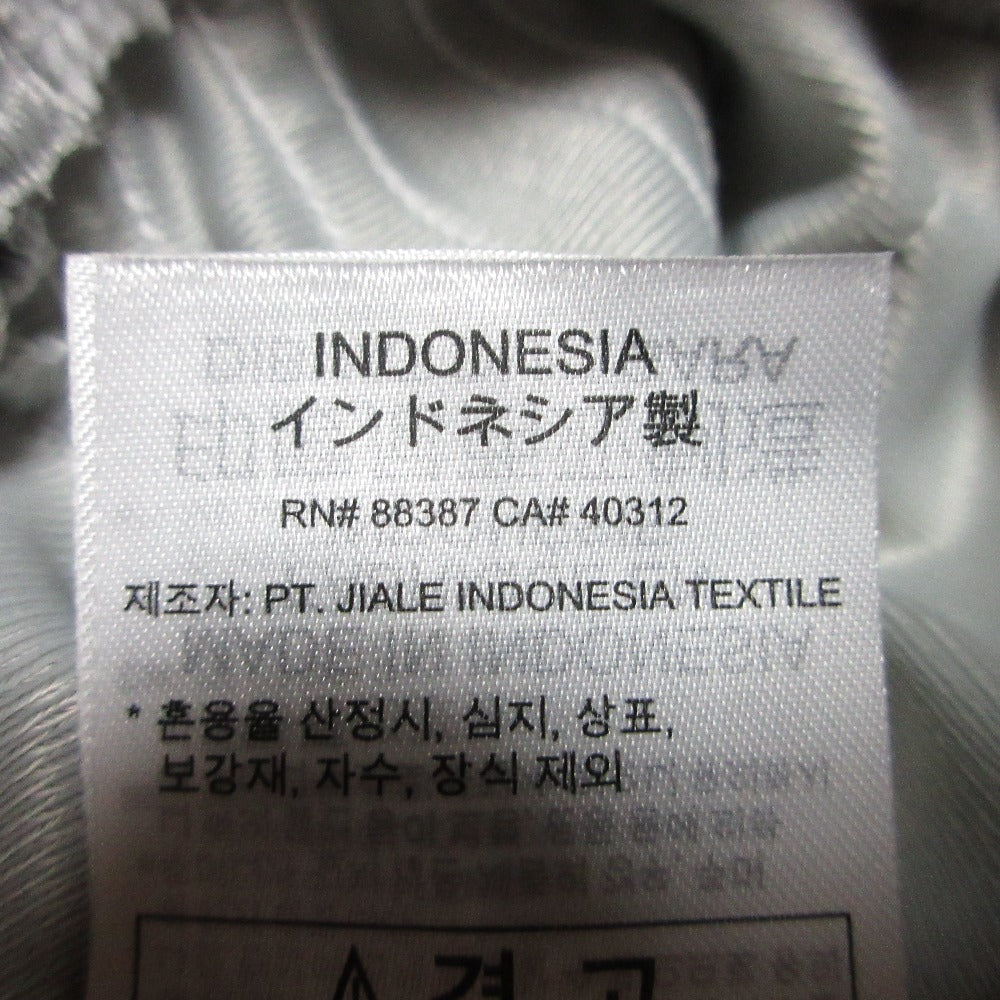 INDONESIA
インドネシア製
RN# 88387 CA# 40312
제조자: PT. JIALE INDONESIA TEXTILE
* 혼용율 산정시, 심지, 상표,
보강재, 자수, 장식 제외
경고